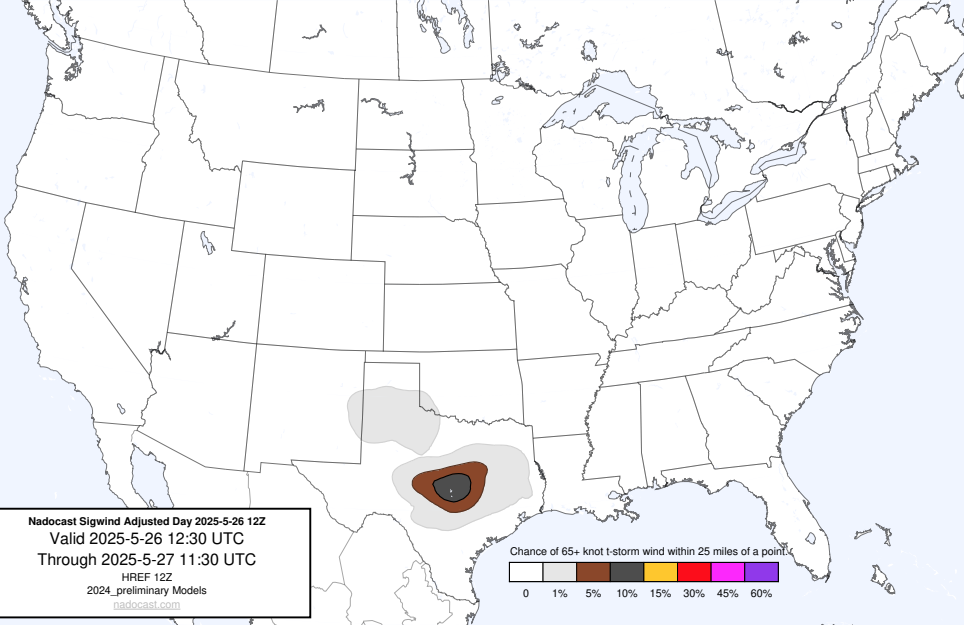 Nadocast Sigwind Adjusted Day 2025-5-26 12Z
Valid 2025-5-26 12:30 UTC
Through 2025-5-27 11:30 UTC
HREF 12Z
2024_preliminary Models
nadocast.com
Chance of 65+ knot t-storm wind within 25 miles of a point.
0 1% 5% 10% 15% 30% 45% 60%